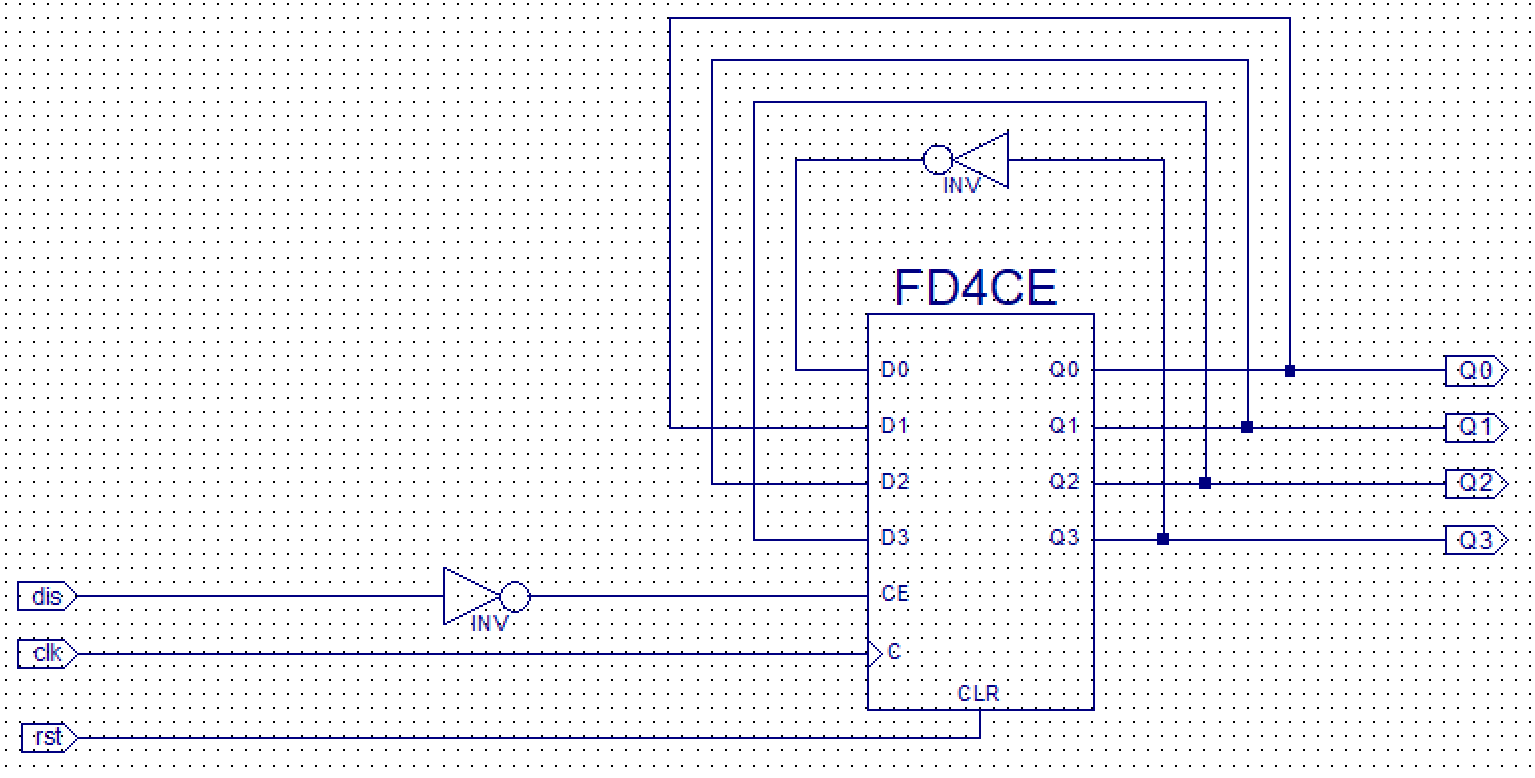 INV
FD4CE
D0 Q0 Q0
D1 Q1 Q1
D2 Q2 Q2
D3 Q3 Q3
dis INV CE
clk C
CLR
rst